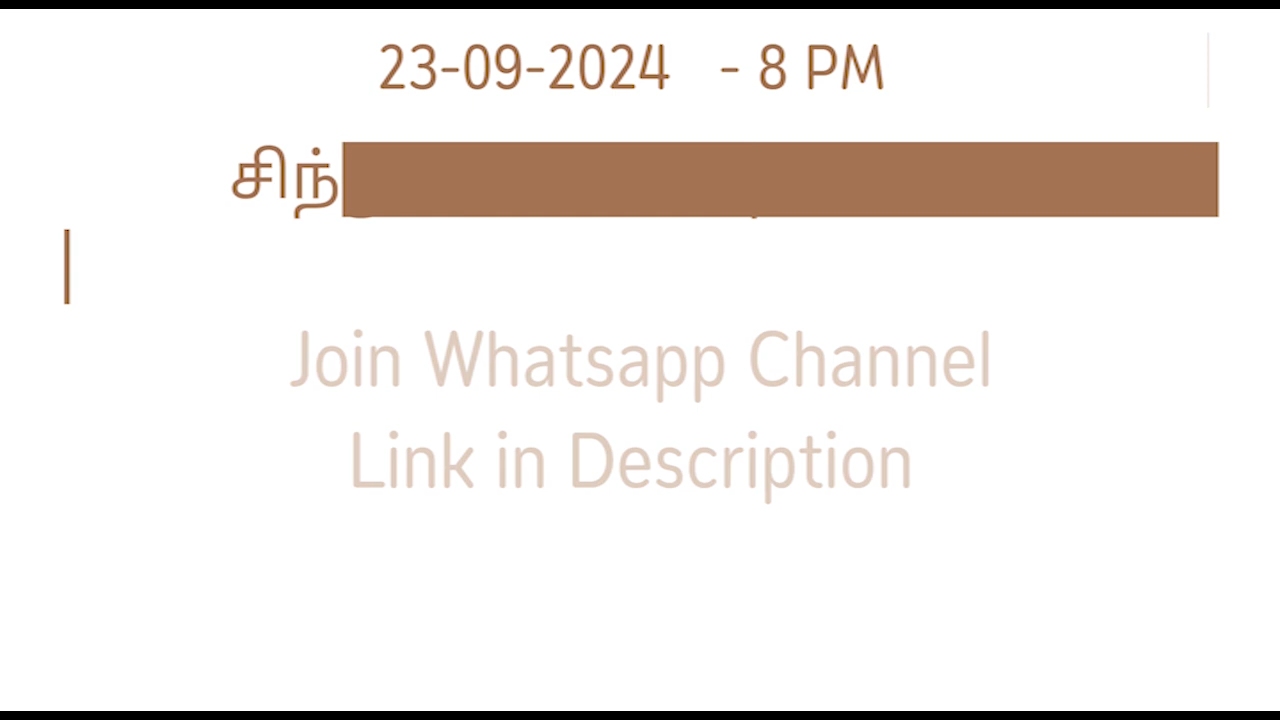 23-09-2024 - 8 PM
சிந்
Join Whatsapp Channel
Link in Description